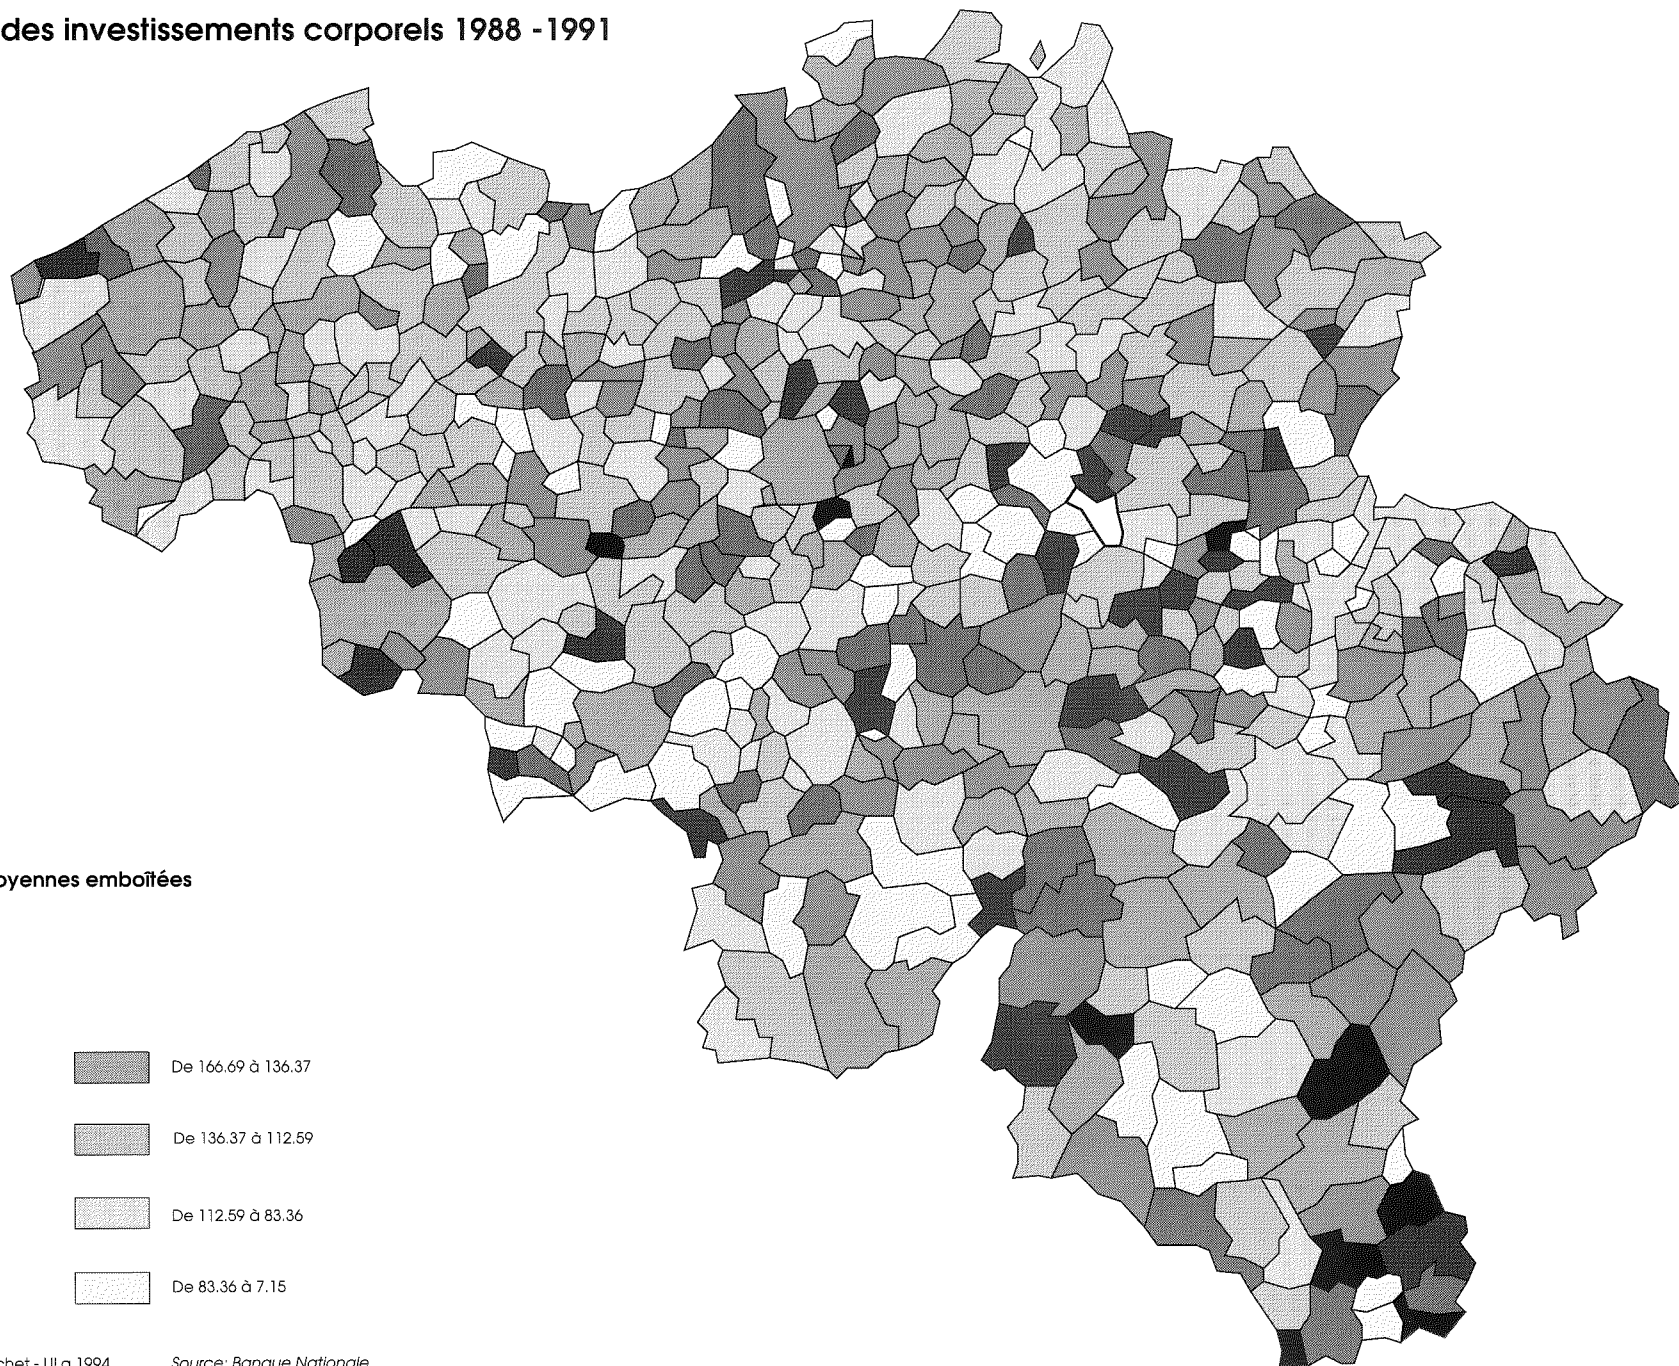 des investissements corporels 1988 -1991
oyennes emboîtées
De 166.69 à 136.37
De 136.37 à 112.59
De 112.59 à 83.36
De 83.36 à 7.15
chet - ULg 1994 Source: Banque Nationale